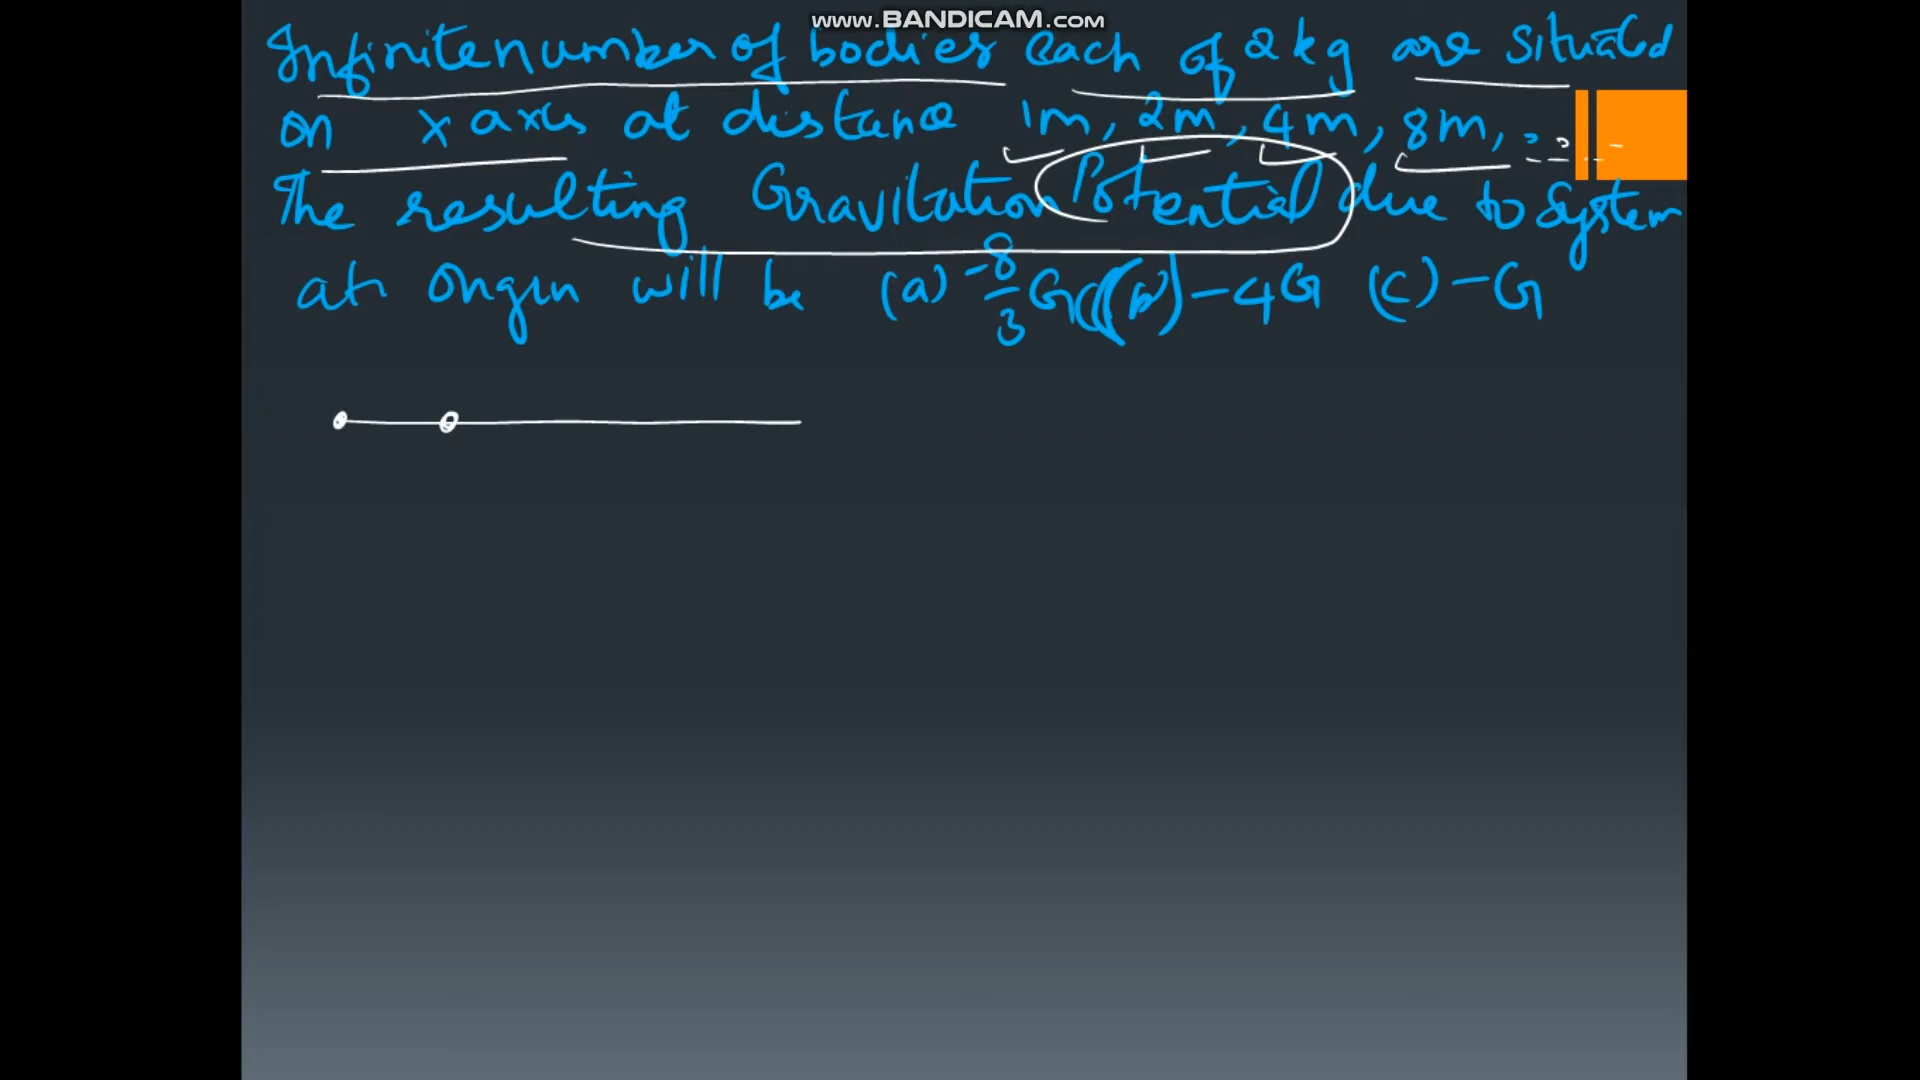 www.BANDICAM.com
Infinite number of bodies each of 2kg are situated
on x axis at distance 1m, 2m, 4m, 8m, ....
The resulting Gravitation Potential due to System
at origin will be (a) -8/3 G (b) -4G (c) -G